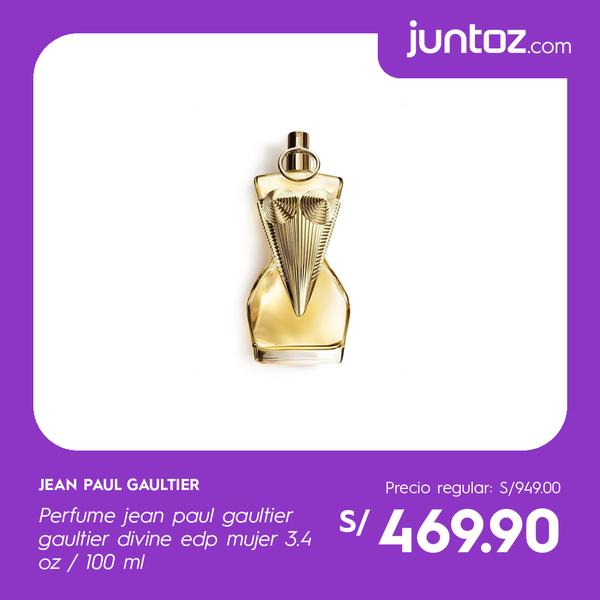 juntoz.com
JEAN PAUL GAULTIER
Perfume jean paul gaultier
gaultier divine edp mujer 3.4
oz / 100 ml
Precio regular: S/949.00
S/ 469.90